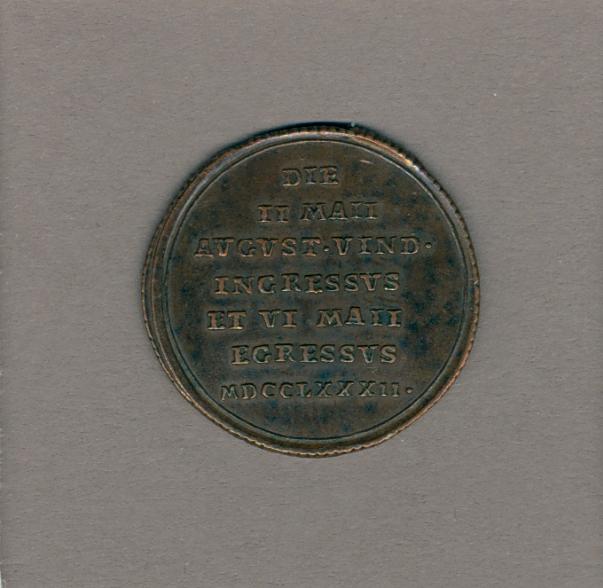 DIE
II MAII
AVGVST·VIND·
INGRESSVS
ET VI MAII
EGRESSVS
MDCCLXXXII·